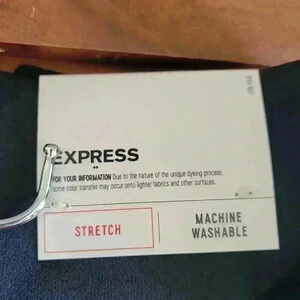 EXPRESS
FOR YOUR INFORMATION Due to the nature of the unique dyeing process,
some color transfer may occur onto lighter fabrics and other surfaces.
STRETCH
MACHINE
WASHABLE